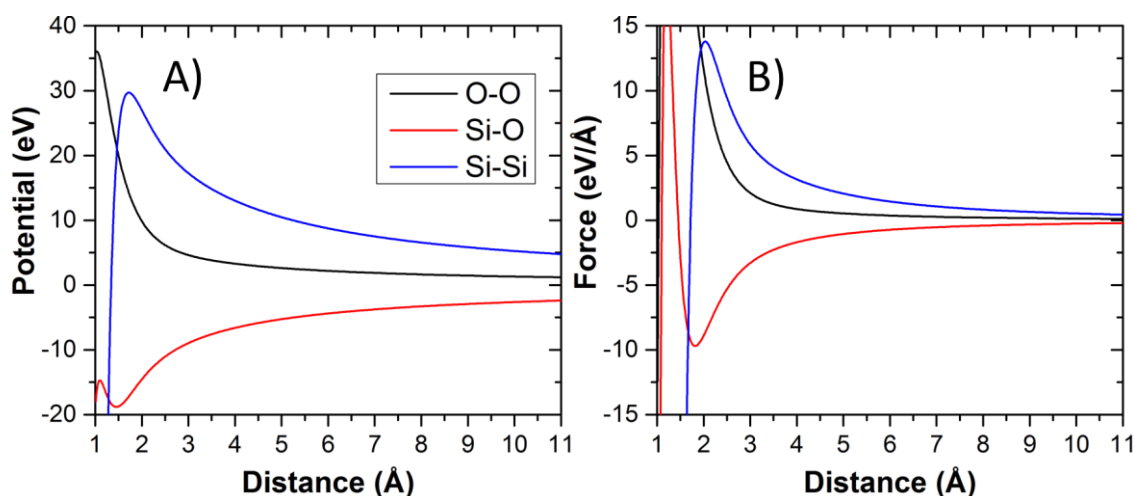 A)
O-O
Si-O
Si-Si
Potential (eV)
40
30
20
10
0
-10
-20
1 2 3 4 5 6 7 8 9 10 11
Distance (Å)
B)
Force (eV/Å)
15
10
5
0
-5
-10
-15
1 2 3 4 5 6 7 8 9 10 11
Distance (Å)